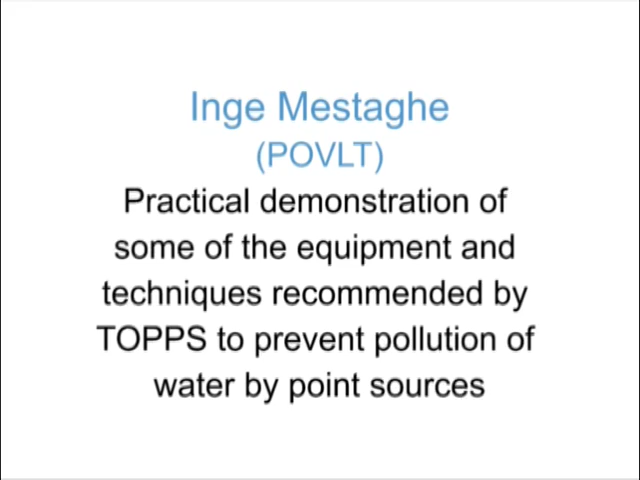 Inge Mestaghe
(POVLT)
Practical demonstration of
some of the equipment and
techniques recommended by
TOPPS to prevent pollution of
water by point sources